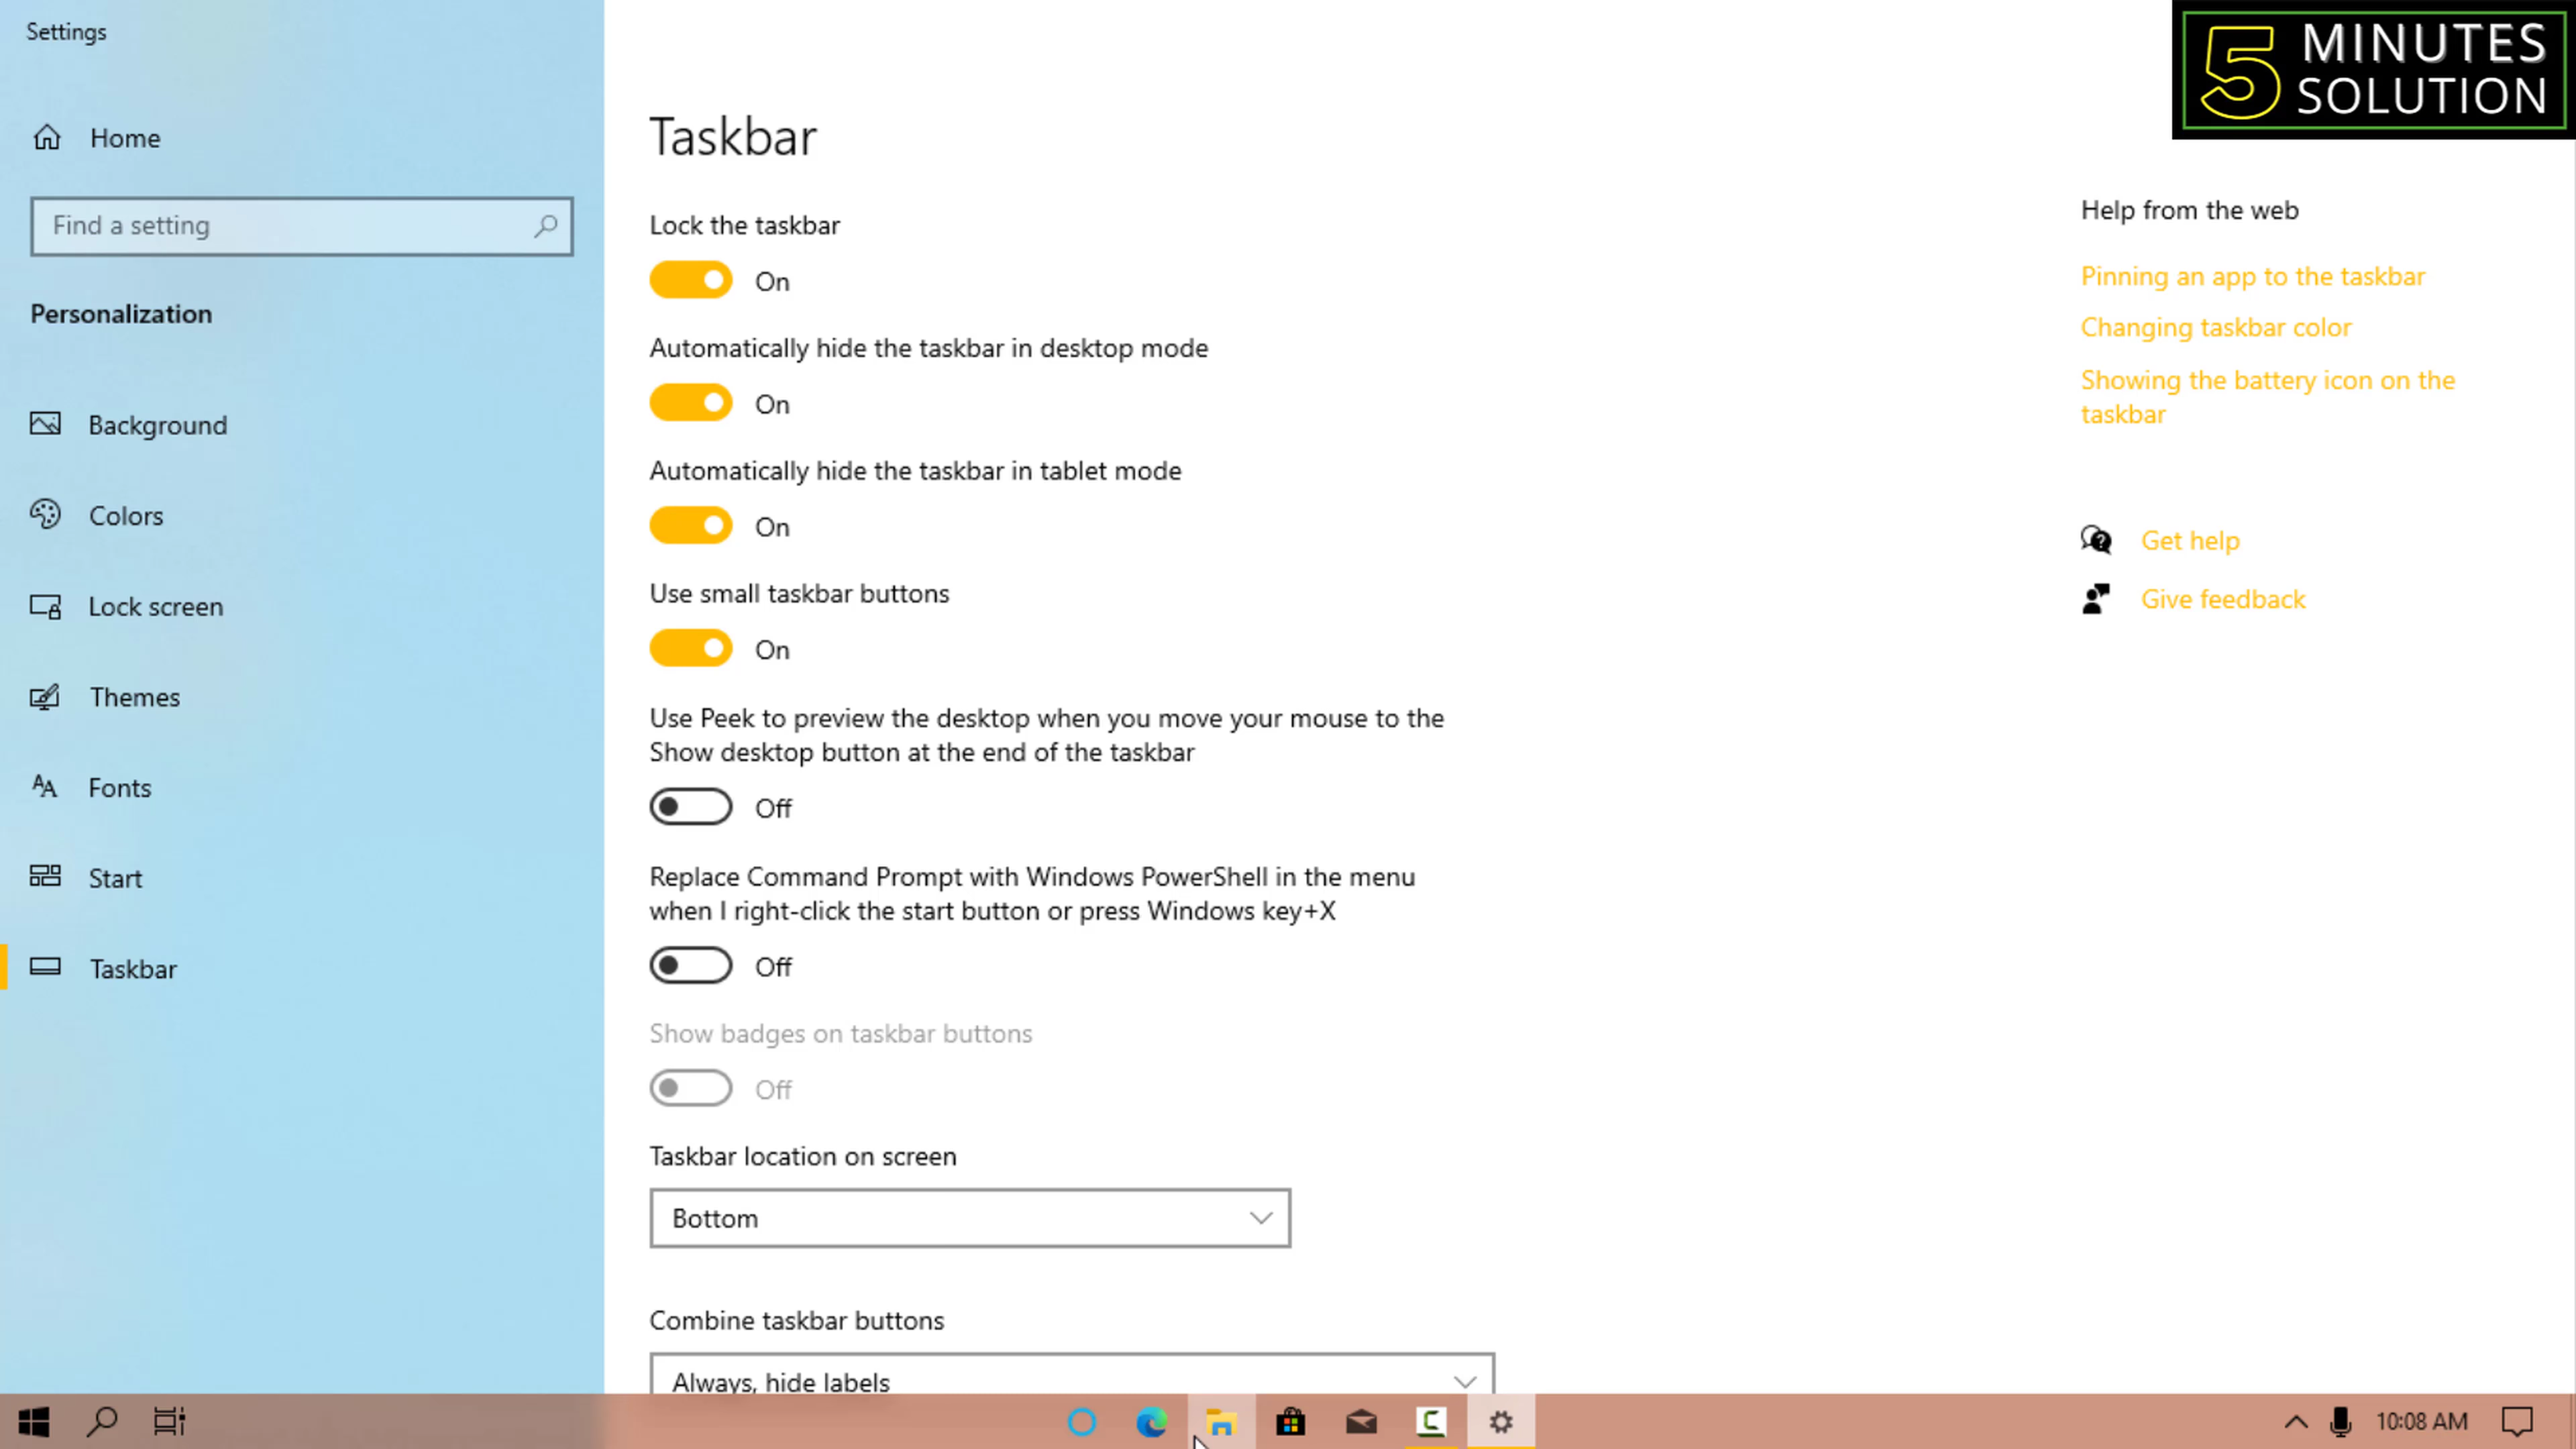 Settings
5 MINUTES
SOLUTION
Home
Find a setting
Personalization
Background
Colors
Lock screen
Themes
Fonts
Start
Taskbar
Taskbar
Lock the taskbar
On
Automatically hide the taskbar in desktop mode
On
Automatically hide the taskbar in tablet mode
On
Use small taskbar buttons
On
Use Peek to preview the desktop when you move your mouse to the
Show desktop button at the end of the taskbar
Off
Replace Command Prompt with Windows PowerShell in the menu
when I right-click the start button or press Windows key+X
Off
Show badges on taskbar buttons
Off
Taskbar location on screen
Bottom
Combine taskbar buttons
Always, hide labels
Help from the web
Pinning an app to the taskbar
Changing taskbar color
Showing the battery icon on the
taskbar
Get help
Give feedback
10:08 AM